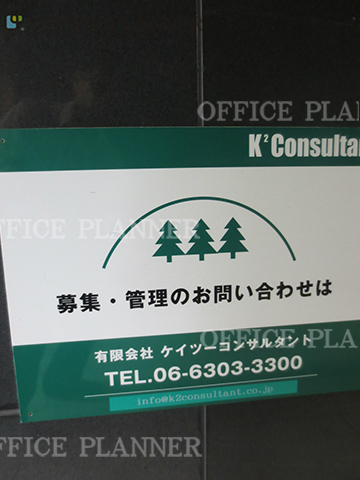 OFFICE PLANNER
K² Consultan
OFFICE PLANNER
募集・管理のお問い合わせは
OFFICE PLANNER
有限会社 ケイツーコンサルタント
TEL.06-6303-3300
info@k2consultant.co.jp
OFFICE PLANNER